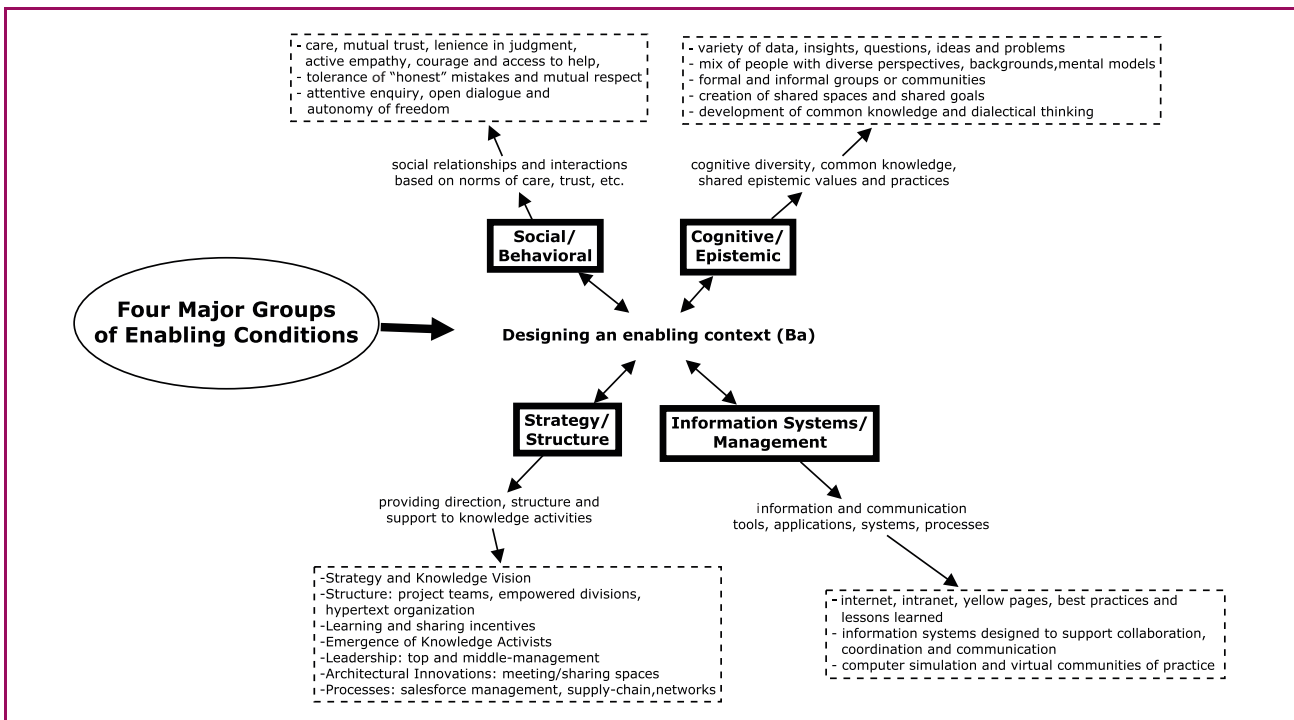 - care, mutual trust, lenience in judgment,
active empathy, courage and access to help,
- tolerance of “honest” mistakes and mutual respect
- attentive enquiry, open dialogue and
autonomy of freedom
- variety of data, insights, questions, ideas and problems
- mix of people with diverse perspectives, backgrounds,mental models
- formal and informal groups or communities
- creation of shared spaces and shared goals
- development of common knowledge and dialectical thinking
social relationships and interactions
based on norms of care, trust, etc.
cognitive diversity, common knowledge,
shared epistemic values and practices
Social/
Behavioral
Cognitive/
Epistemic
Four Major Groups
of Enabling Conditions
Designing an enabling context (Ba)
Strategy/
Structure
Information Systems/
Management
providing direction, structure and
support to knowledge activities
information and communication
tools, applications, systems, processes
-Strategy and Knowledge Vision
-Structure: project teams, empowered divisions,
hypertext organization
-Learning and sharing incentives
-Emergence of Knowledge Activists
-Leadership: top and middle-management
-Architectural Innovations: meeting/sharing spaces
-Processes: salesforce management, supply-chain,networks
- internet, intranet, yellow pages, best practices and
lessons learned
- information systems designed to support collaboration,
coordination and communication
- computer simulation and virtual communities of practice